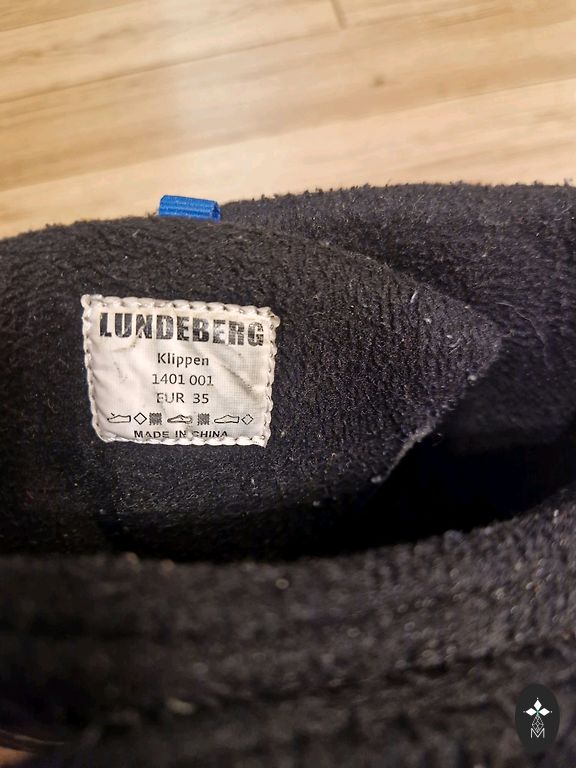 LUNDEBERG
Klippen
1401 001
EUR 35
MADE IN CHINA
M